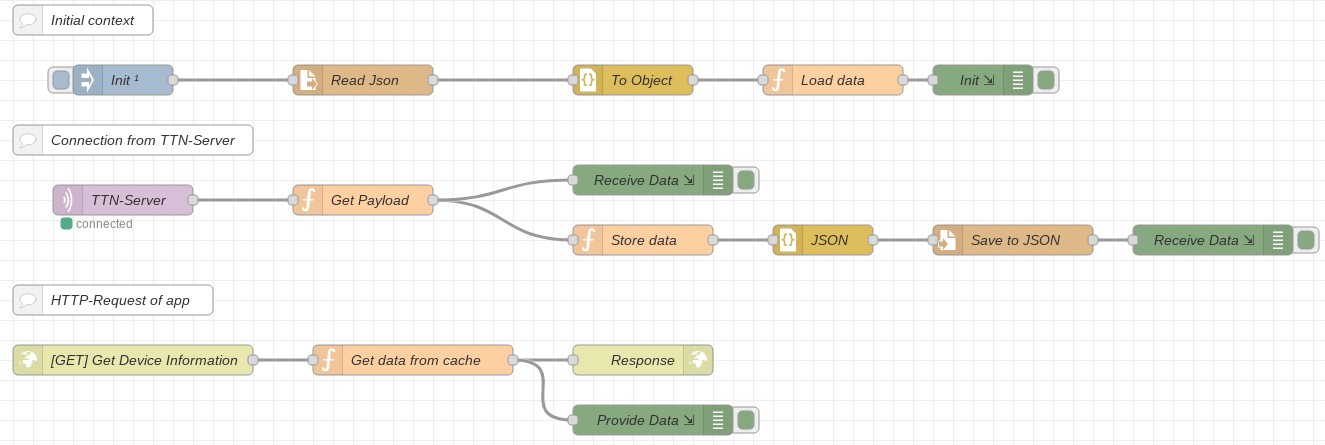 Initial context
Init ¹
Read Json
To Object
Load data
Init ⇲
Connection from TTN-Server
TTN-Server
connected
Get Payload
Receive Data ⇲
Store data
JSON
Save to JSON
Receive Data ⇲
HTTP-Request of app
[GET] Get Device Information
Get data from cache
Response
Provide Data ⇲